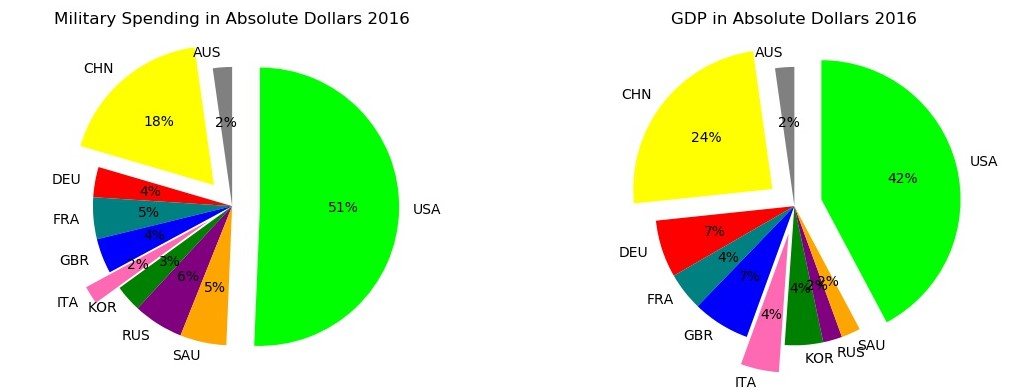 Military Spending in Absolute Dollars 2016
AUS
CHN
18%
2%
DEU
4%
FRA
5%
GBR
4%
ITA
2%
KOR
3%
RUS
6%
SAU
5%
USA
51%
GDP in Absolute Dollars 2016
AUS
CHN
24%
2%
DEU
7%
FRA
4%
GBR
7%
ITA
4%
KOR
4%
RUS
2%
SAU
2%
USA
42%